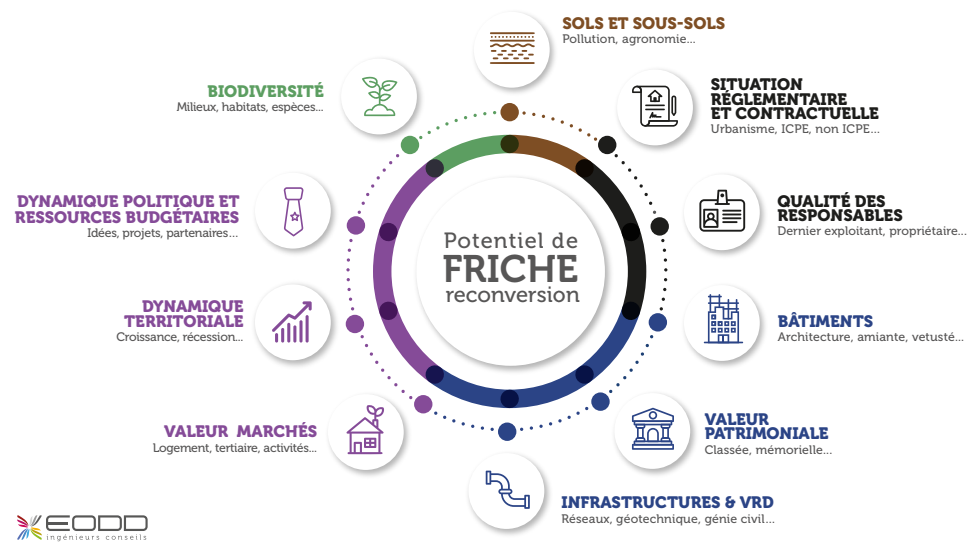 SOLS ET SOUS-SOLS
Pollution, agronomie...
SITUATION
RÉGLEMENTAIRE
ET CONTRACTUELLE
Urbanisme, ICPE, non ICPE...
BIODIVERSITÉ
Milieux, habitats, espèces...
QUALITÉ DES
RESPONSABLES
Dernier exploitant, propriétaire...
DYNAMIQUE POLITIQUE ET
RESSOURCES BUDGÉTAIRES
Idées, projets, partenaires...
Potentiel de
FRICHE
reconversion
DYNAMIQUE
TERRITORIALE
Croissance, récession...
BÂTIMENTS
Architecture, amiante, vetusté...
VALEUR MARCHÉS
Logement, tertiaire, activités...
VALEUR
PATRIMONIALE
Classée, mémorielle...
INFRASTRUCTURES & VRD
Réseaux, géotechnique, génie civil...
EODD
ingénieurs conseils